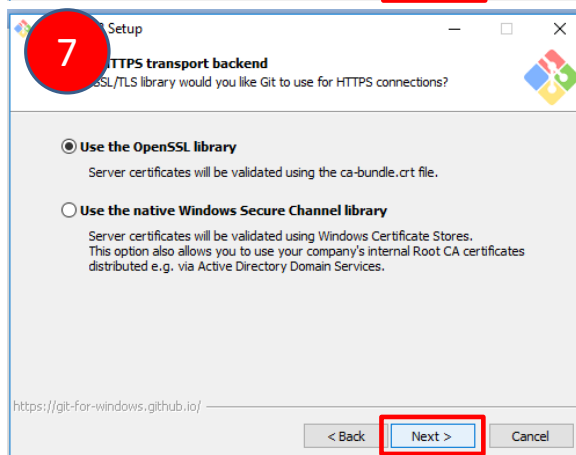 Setup
7
TTPS transport backend
SSL/TLS library would you like Git to use for HTTPS connections?
Use the OpenSSL library
Server certificates will be validated using the ca-bundle.crt file.
Use the native Windows Secure Channel library
Server certificates will be validated using Windows Certificate Stores.
This option also allows you to use your company's internal Root CA certificates
distributed e.g. via Active Directory Domain Services.
https://git-for-windows.github.io/
< Back Next > Cancel